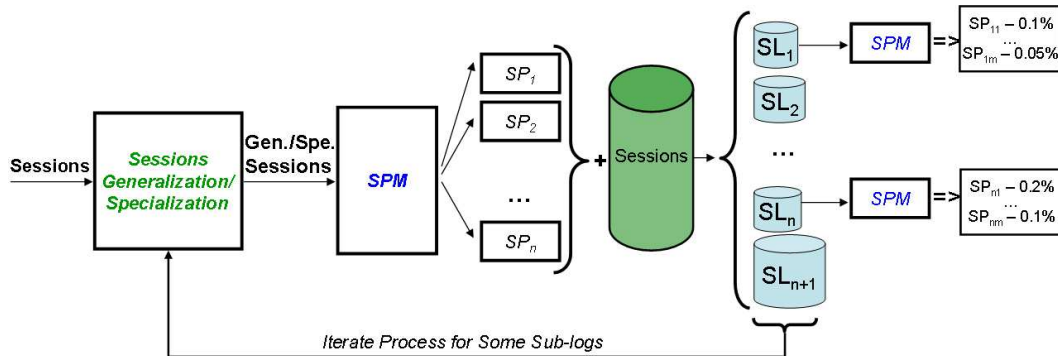 Sessions
Sessions
Generalization/
Specialization
Gen./Spe.
Sessions
SPM
SP1
SP2
...
SPn
+
Sessions
SL1
SL2
...
SLn
SLn+1
SPM
=>
SP11 – 0.1%
...
SP1m – 0.05%
SPM
=>
SPn1 – 0.2%
...
SPnm – 0.1%
Iterate Process for Some Sub-logs